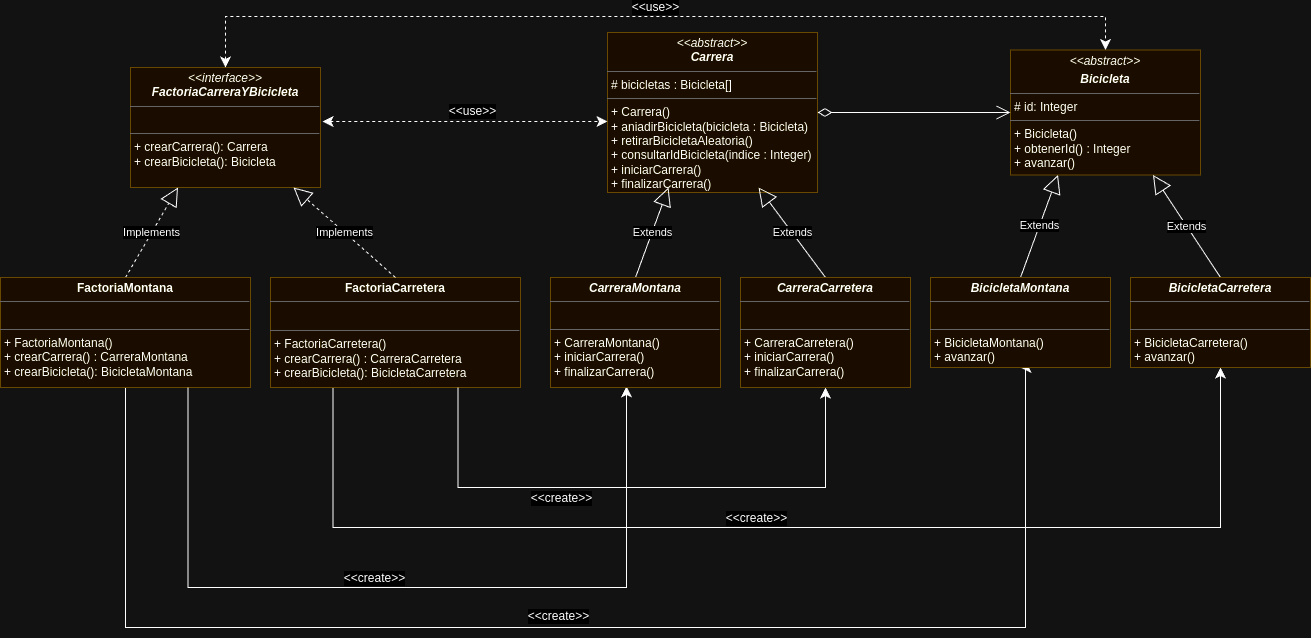 <<use>>
<<interface>>
FactoriaCarreraYBicicleta
+ crearCarrera(): Carrera
+ crearBicicleta(): Bicicleta
<<use>>
<<abstract>>
Carrera
# bicicletas : Bicicleta[]
+ Carrera()
+ aniadirBicicleta(bicicleta : Bicicleta)
+ retirarBicicletaAleatoria()
+ consultarIdBicicleta(indice : Integer)
+ iniciarCarrera()
+ finalizarCarrera()
<<abstract>>
Bicicleta
# id: Integer
+ Bicicleta()
+ obtenerId() : Integer
+ avanzar()
Implements
Implements
Extends
Extends
Extends
Extends
FactoriaMontana
+ FactoriaMontana()
+ crearCarrera() : CarreraMontana
+ crearBicicleta(): BicicletaMontana
FactoriaCarretera
+ FactoriaCarretera()
+ crearCarrera() : CarreraCarretera
+ crearBicicleta(): BicicletaCarretera
CarreraMontana
+ CarreraMontana()
+ iniciarCarrera()
+ finalizarCarrera()
CarreraCarretera
+ CarreraCarretera()
+ iniciarCarrera()
+ finalizarCarrera()
BicicletaMontana
+ BicicletaMontana()
+ avanzar()
BicicletaCarretera
+ BicicletaCarretera()
+ avanzar()
<<create>>
<<create>>
<<create>>
<<create>>